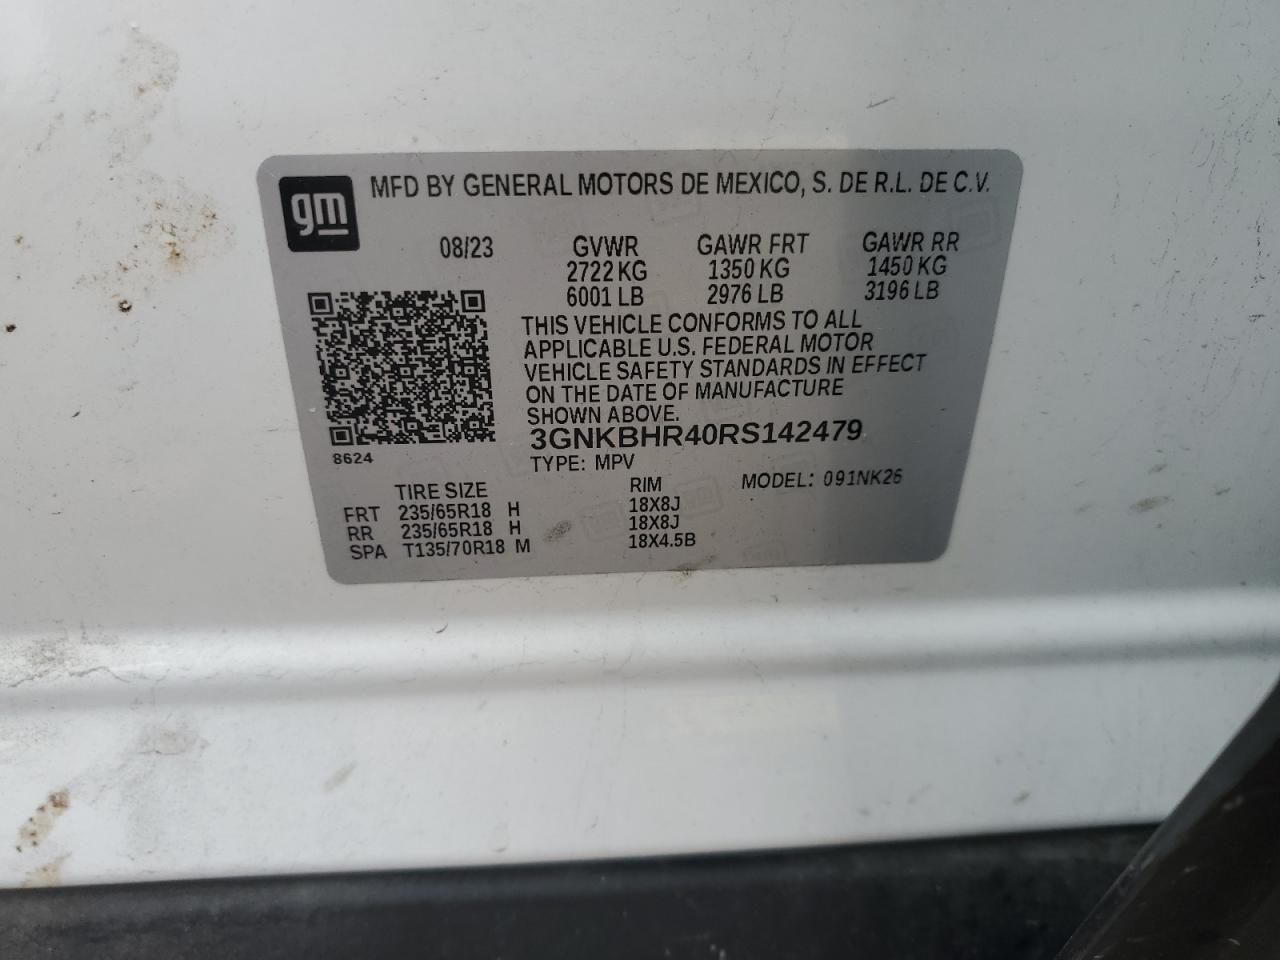 gm
MFD BY GENERAL MOTORS DE MEXICO, S. DE R.L. DE C.V.
08/23 GVWR GAWR FRT GAWR RR
2722 KG 1350 KG 1450 KG
6001 LB 2976 LB 3196 LB
THIS VEHICLE CONFORMS TO ALL
APPLICABLE U.S. FEDERAL MOTOR
VEHICLE SAFETY STANDARDS IN EFFECT
ON THE DATE OF MANUFACTURE
SHOWN ABOVE.
3GNKBHR40RS142479
8624
TYPE: MPV
TIRE SIZE RIM MODEL: 091NK26
FRT 235/65R18 H 18X8J
RR 235/65R18 H 18X8J
SPA T135/70R18 M 18X4.5B